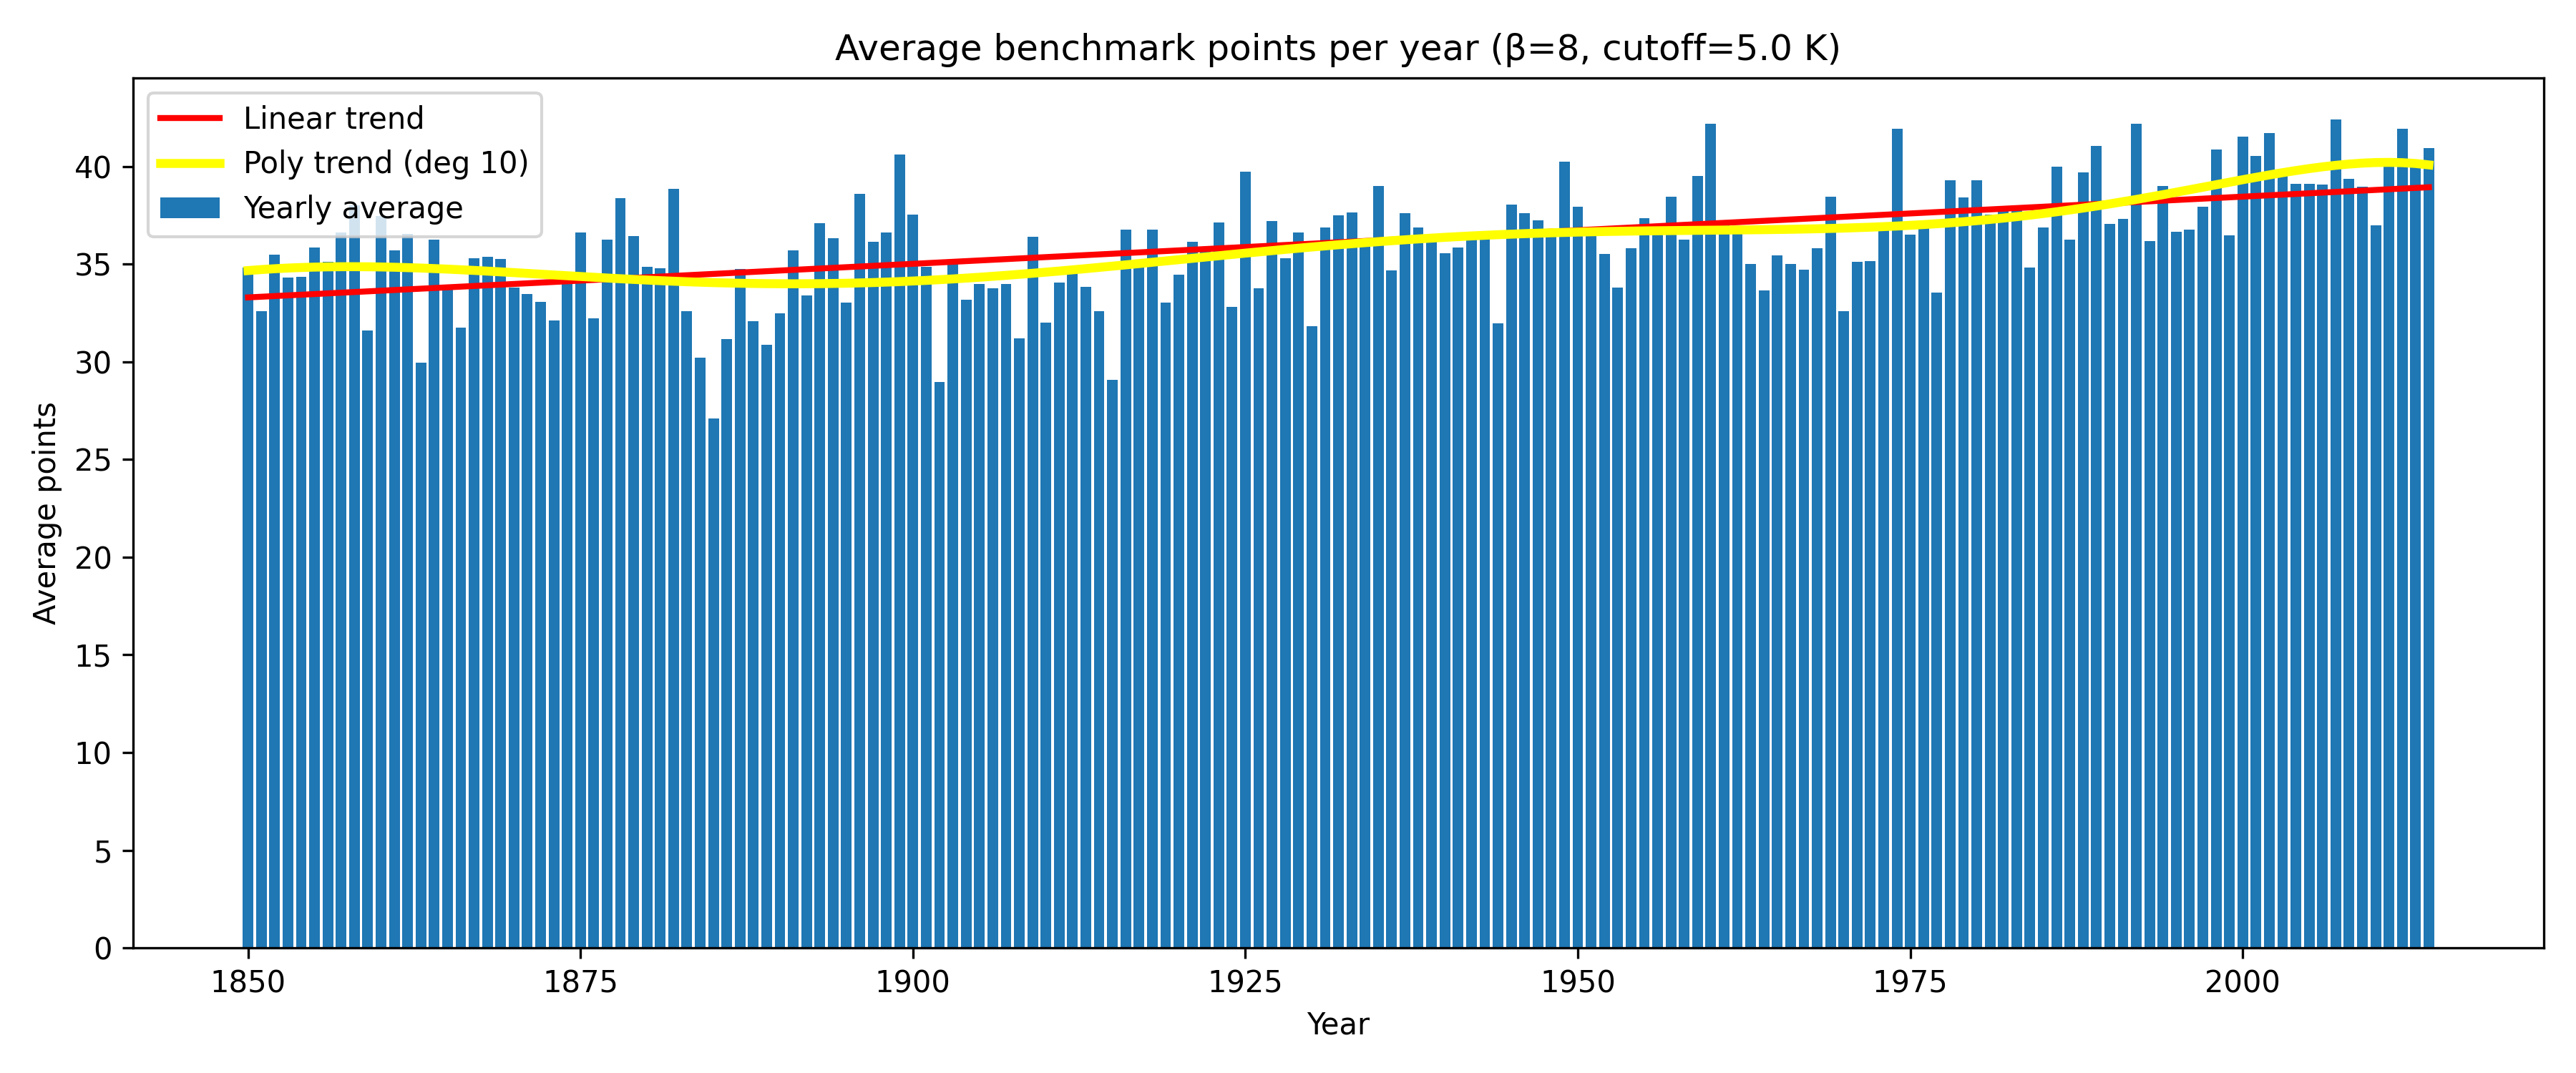 Average benchmark points per year (β=8, cutoff=5.0 K)
Linear trend
Poly trend (deg 10)
Yearly average
Average points
40
35
30
25
20
15
10
5
0
1850 1875 1900 1925 1950 1975 2000
Year